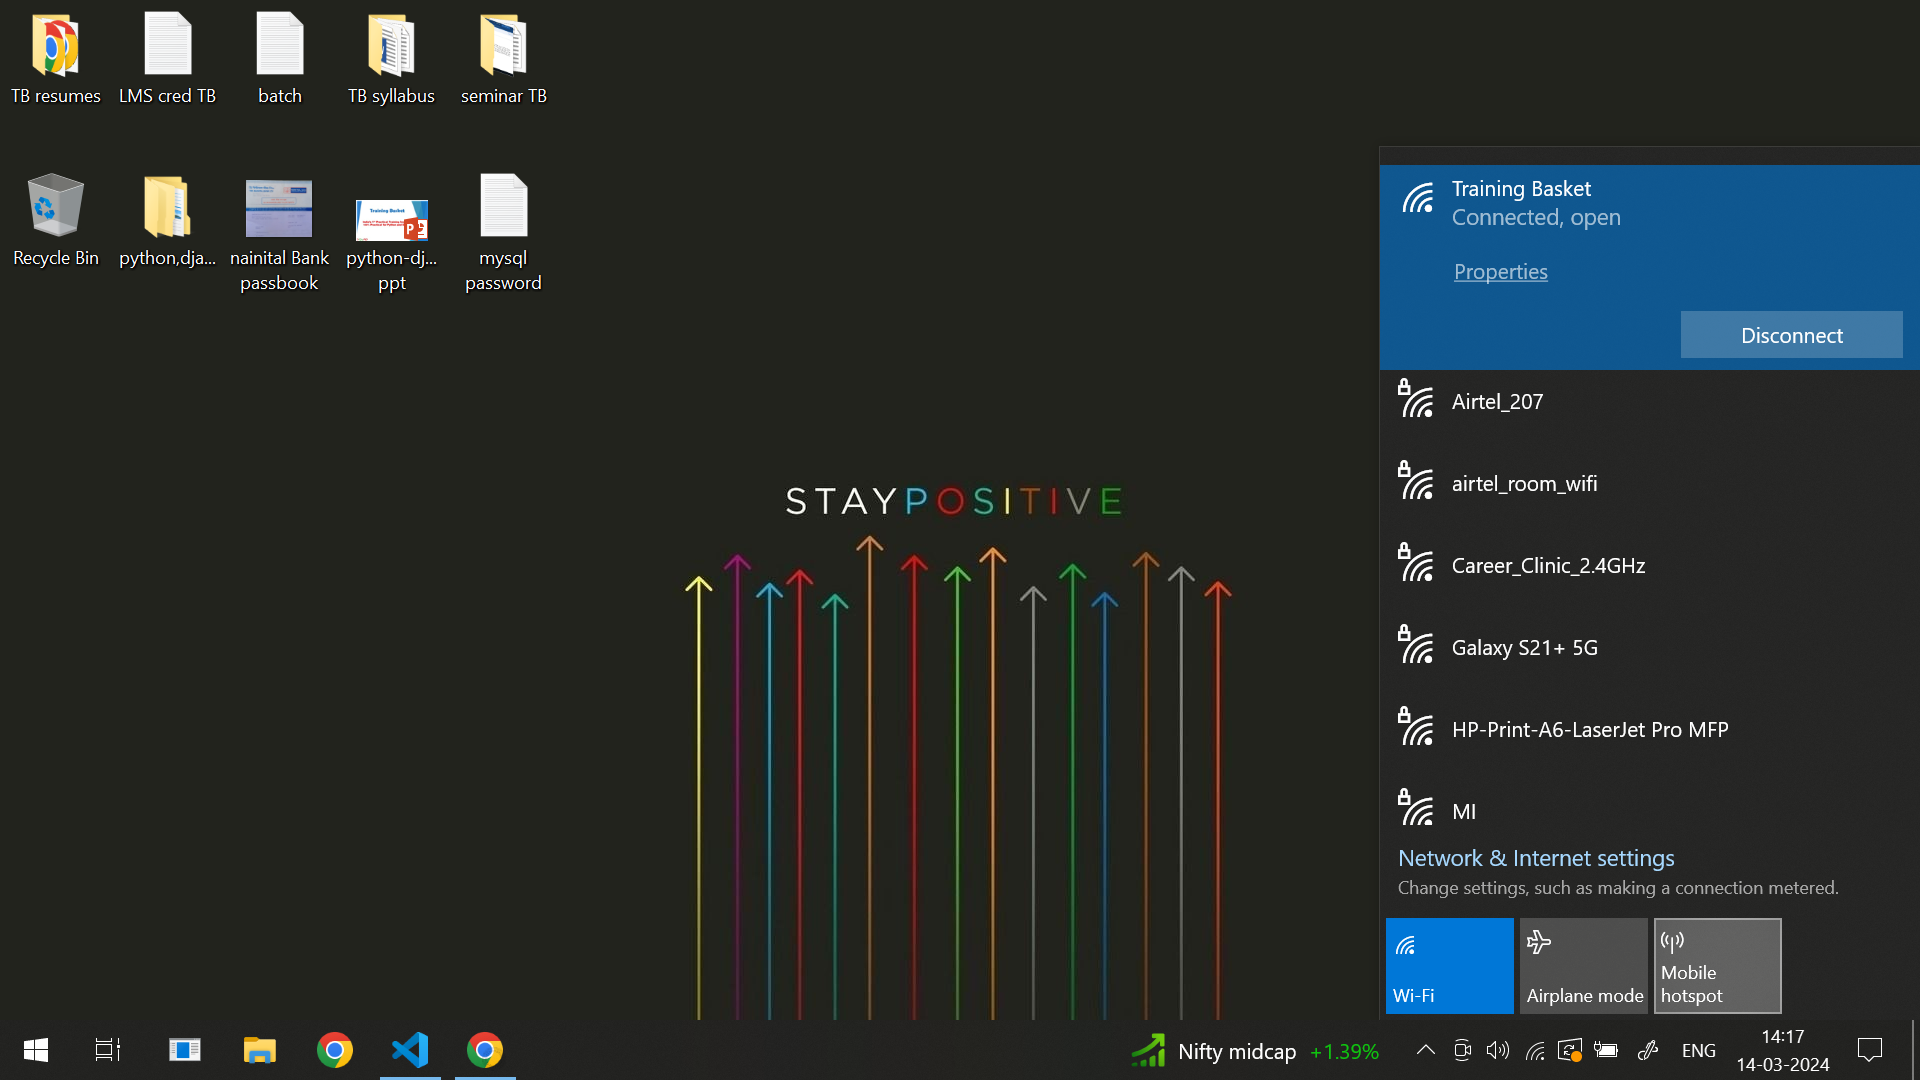 TB resumes
LMS cred TB
batch
TB syllabus
seminar TB
Recycle Bin
python,dja...
nainital Bank
passbook
Training Basket
python-dj...
ppt
mysql
password
STAYPOSITIVE
Training Basket
Connected, open
Properties
Disconnect
Airtel_207
airtel_room_wifi
Career_Clinic_2.4GHz
Galaxy S21+ 5G
HP-Print-A6-LaserJet Pro MFP
MI
Network & Internet settings
Change settings, such as making a connection metered.
Wi-Fi
Airplane mode
Mobile
hotspot
Nifty midcap +1.39%
ENG
14:17
14-03-2024